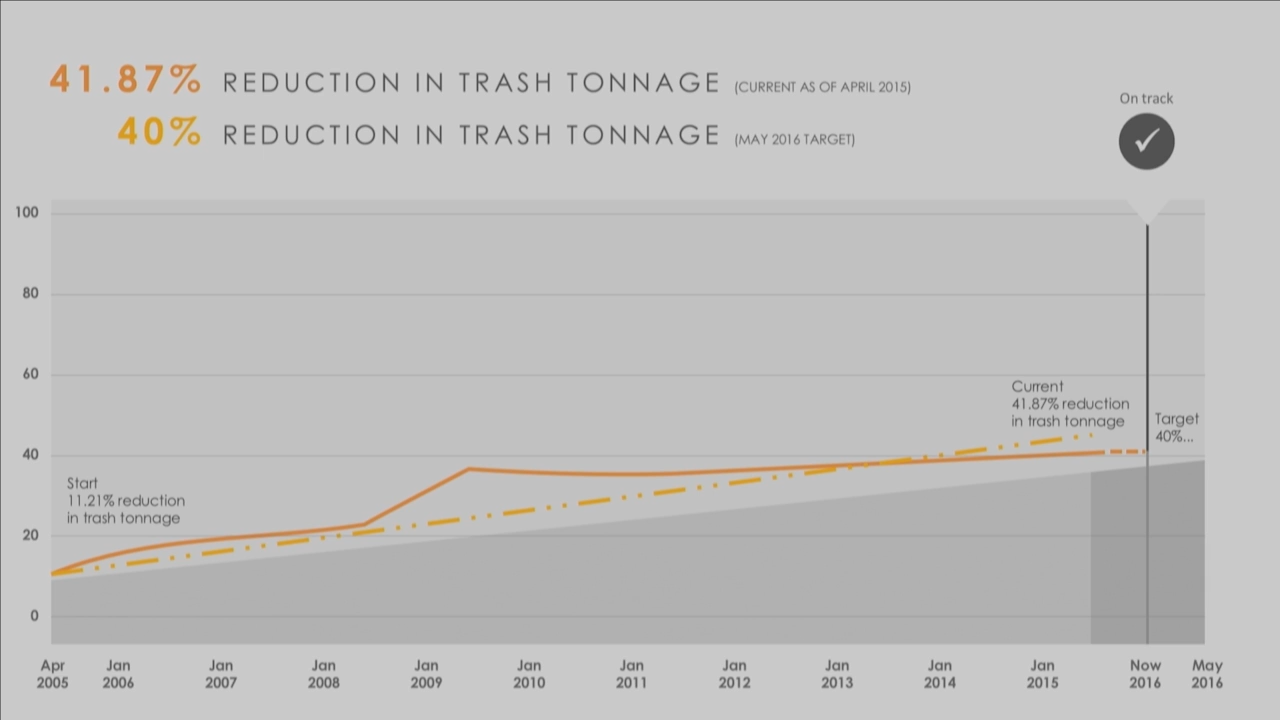 41.87% REDUCTION IN TRASH TONNAGE (CURRENT AS OF APRIL 2015)
40% REDUCTION IN TRASH TONNAGE (MAY 2016 TARGET)
On track
100
80
60
40
20
0
Current
41.87% reduction
in trash tonnage
Target
40%...
Start
11.21% reduction
in trash tonnage
Apr 2005
Jan 2006
Jan 2007
Jan 2008
Jan 2009
Jan 2010
Jan 2011
Jan 2012
Jan 2013
Jan 2014
Jan 2015
Now 2016
May 2016